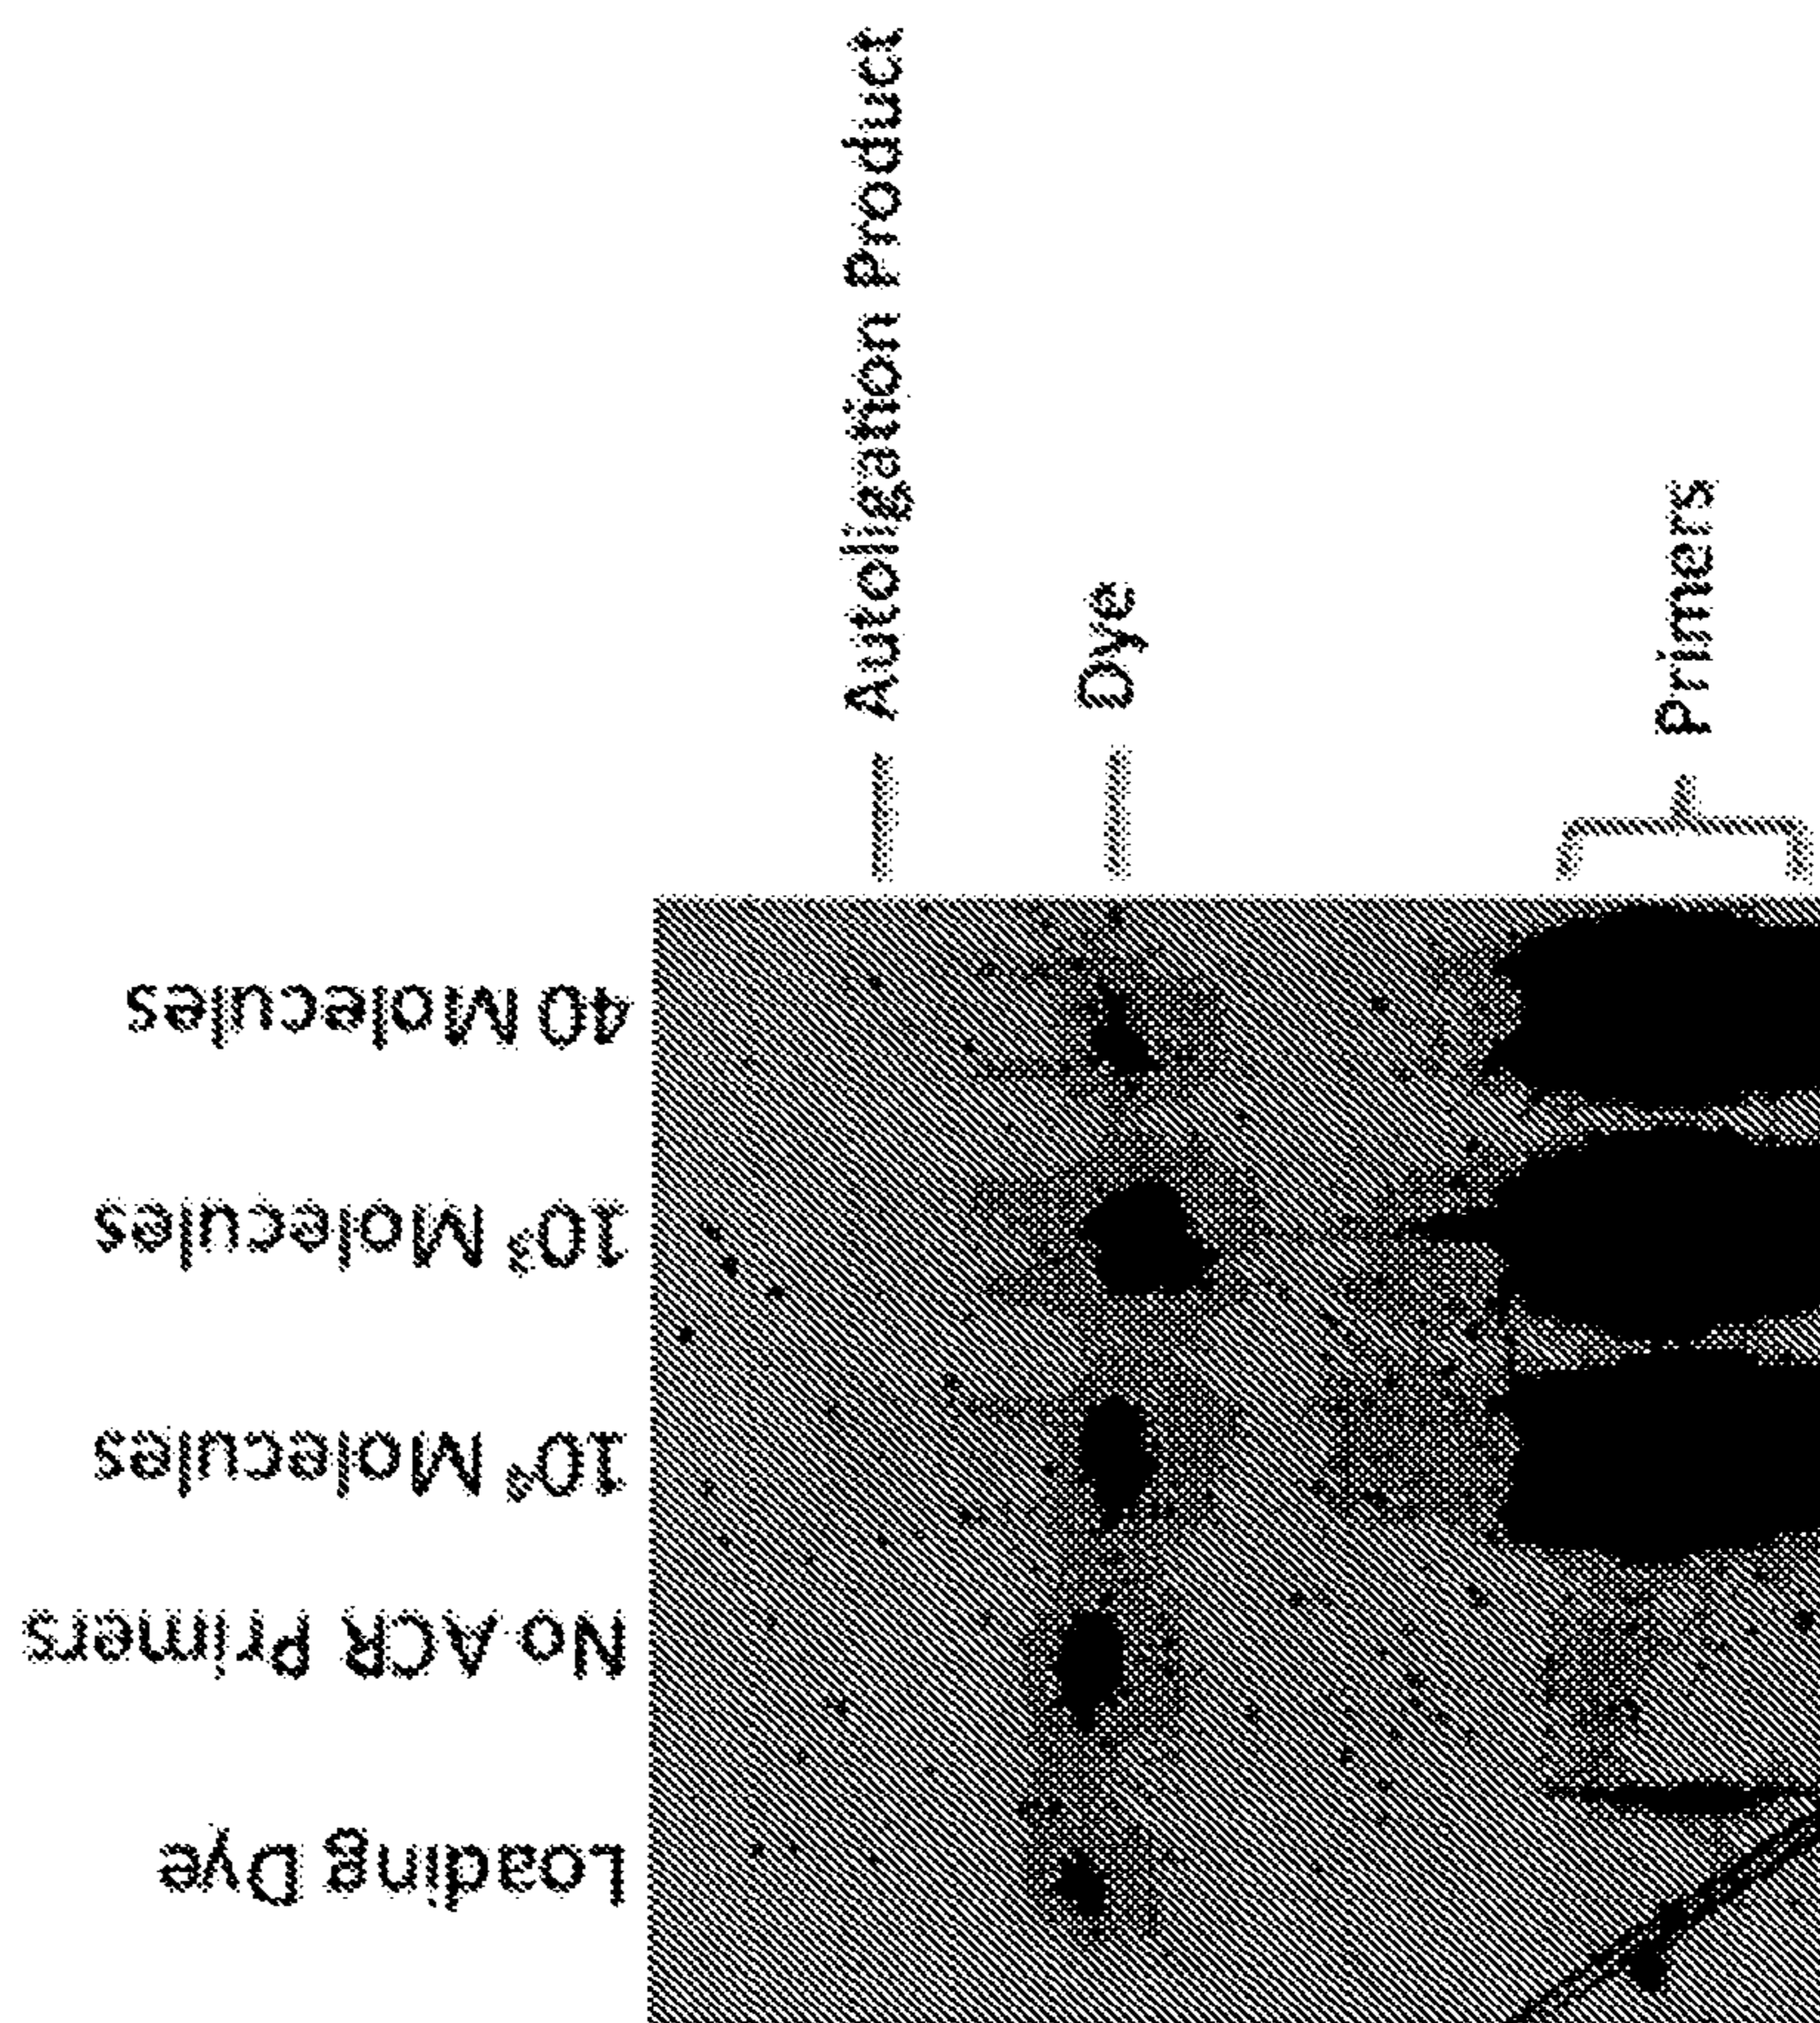 Autoligation Product
Dye
Primers
40 Molecules
10³ Molecules
10⁴ Molecules
No ACR Primers
Loading Dye